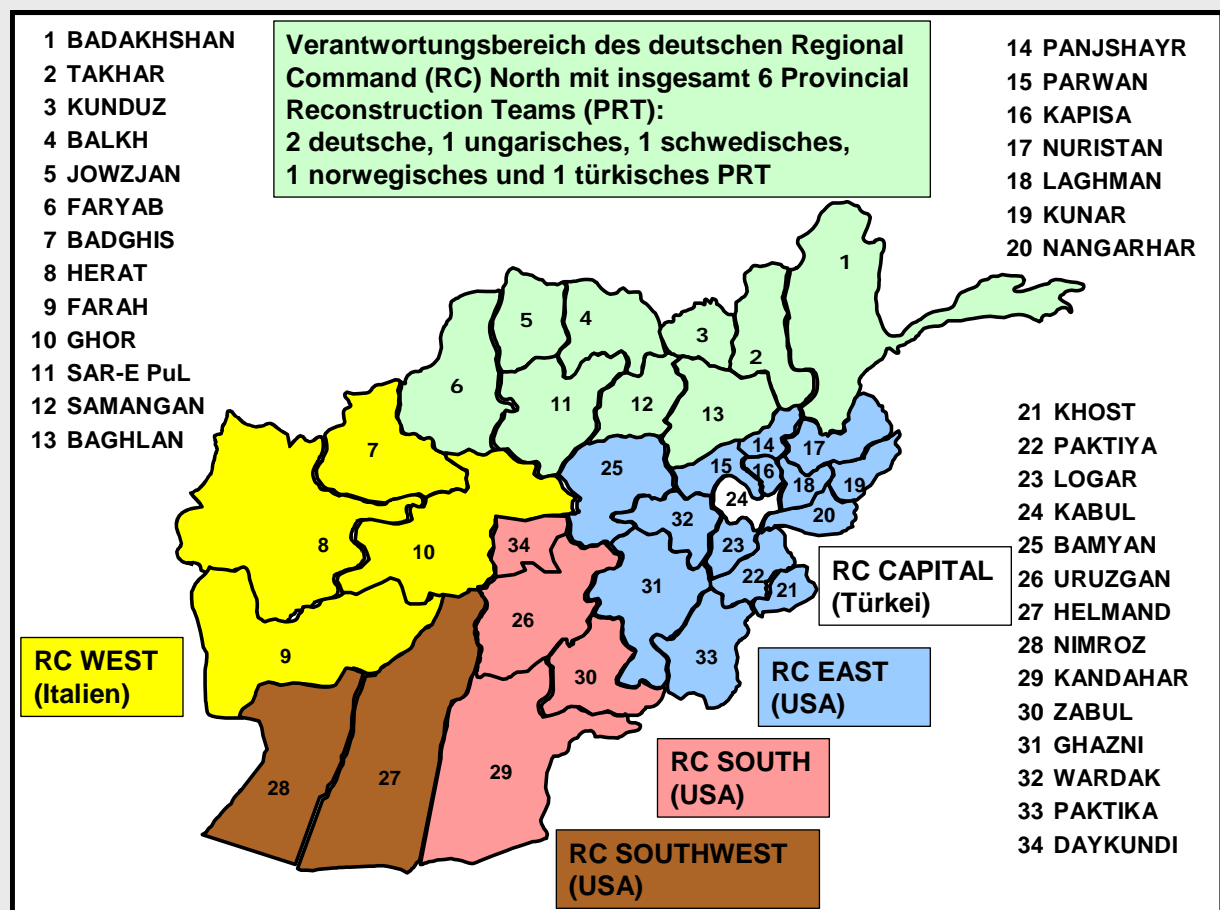 1 BADAKHSHAN
2 TAKHAR
3 KUNDUZ
4 BALKH
5 JOWZJAN
6 FARYAB
7 BADGHIS
8 HERAT
9 FARAH
10 GHOR
11 SAR-E PuL
12 SAMANGAN
13 BAGHLAN
Verantwortungsbereich des deutschen Regional
Command (RC) North mit insgesamt 6 Provincial
Reconstruction Teams (PRT):
2 deutsche, 1 ungarisches, 1 schwedisches,
1 norwegisches und 1 türkisches PRT
14 PANJSHAYR
15 PARWAN
16 KAPISA
17 NURISTAN
18 LAGHMAN
19 KUNAR
20 NANGARHAR
21 KHOST
22 PAKTIYA
23 LOGAR
24 KABUL
25 BAMYAN
26 URUZGAN
27 HELMAND
28 NIMROZ
29 KANDAHAR
30 ZABUL
31 GHAZNI
32 WARDAK
33 PAKTIKA
34 DAYKUNDI
1
5
4
3
2
6
11
12
13
7
14
17
25
15
16
18
19
24
20
32
8
10
34
23
22
21
31
26
9
33
30
29
27
28
RC CAPITAL
(Türkei)
RC WEST
(Italien)
RC EAST
(USA)
RC SOUTH
(USA)
RC SOUTHWEST
(USA)